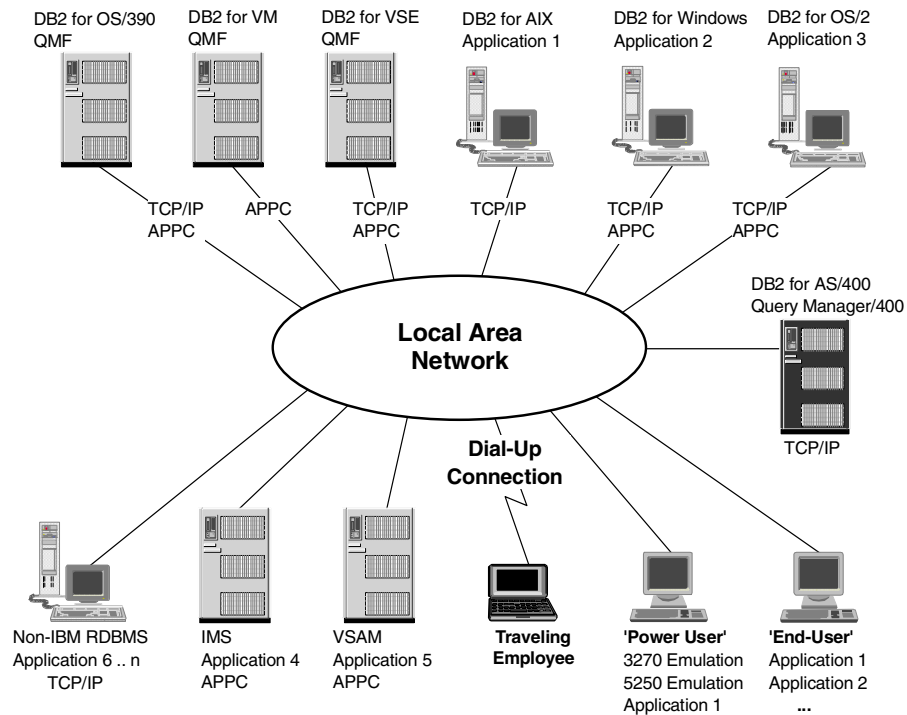 DB2 for OS/390
QMF
DB2 for VM
QMF
DB2 for VSE
QMF
DB2 for AIX
Application 1
DB2 for Windows
Application 2
DB2 for OS/2
Application 3
TCP/IP
APPC
APPC
TCP/IP
APPC
TCP/IP
TCP/IP
APPC
TCP/IP
APPC
DB2 for AS/400
Query Manager/400
TCP/IP
Local Area
Network
Dial-Up
Connection
Non-IBM RDBMS
Application 6 .. n
TCP/IP
IMS
Application 4
APPC
VSAM
Application 5
APPC
Traveling
Employee
'Power User'
3270 Emulation
5250 Emulation
Application 1
'End-User'
Application 1
Application 2
...